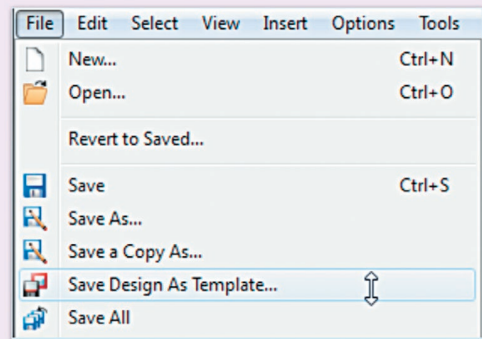 File Edit Select View Insert Options Tools
New... Ctrl+N
Open... Ctrl+O
Revert to Saved...
Save Ctrl+S
Save As...
Save a Copy As...
Save Design As Template...
Save All